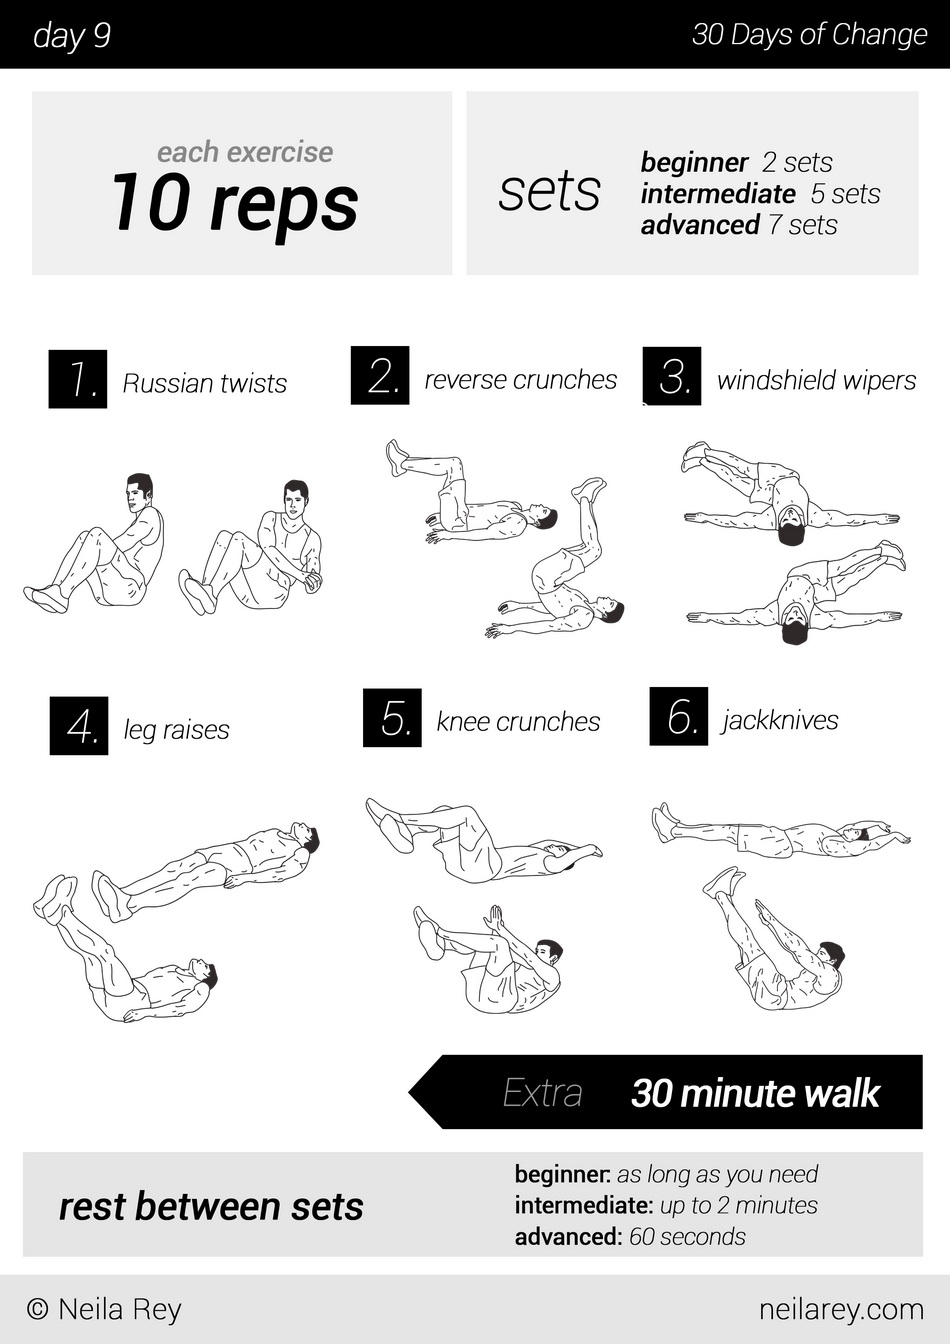 day 9
30 Days of Change
each exercise
10 reps
sets
beginner 2 sets
intermediate 5 sets
advanced 7 sets
1. Russian twists
2. reverse crunches
3. windshield wipers
4. leg raises
5. knee crunches
6. jackknives
Extra 30 minute walk
rest between sets
beginner: as long as you need
intermediate: up to 2 minutes
advanced: 60 seconds
© Neila Rey
neilarey.com